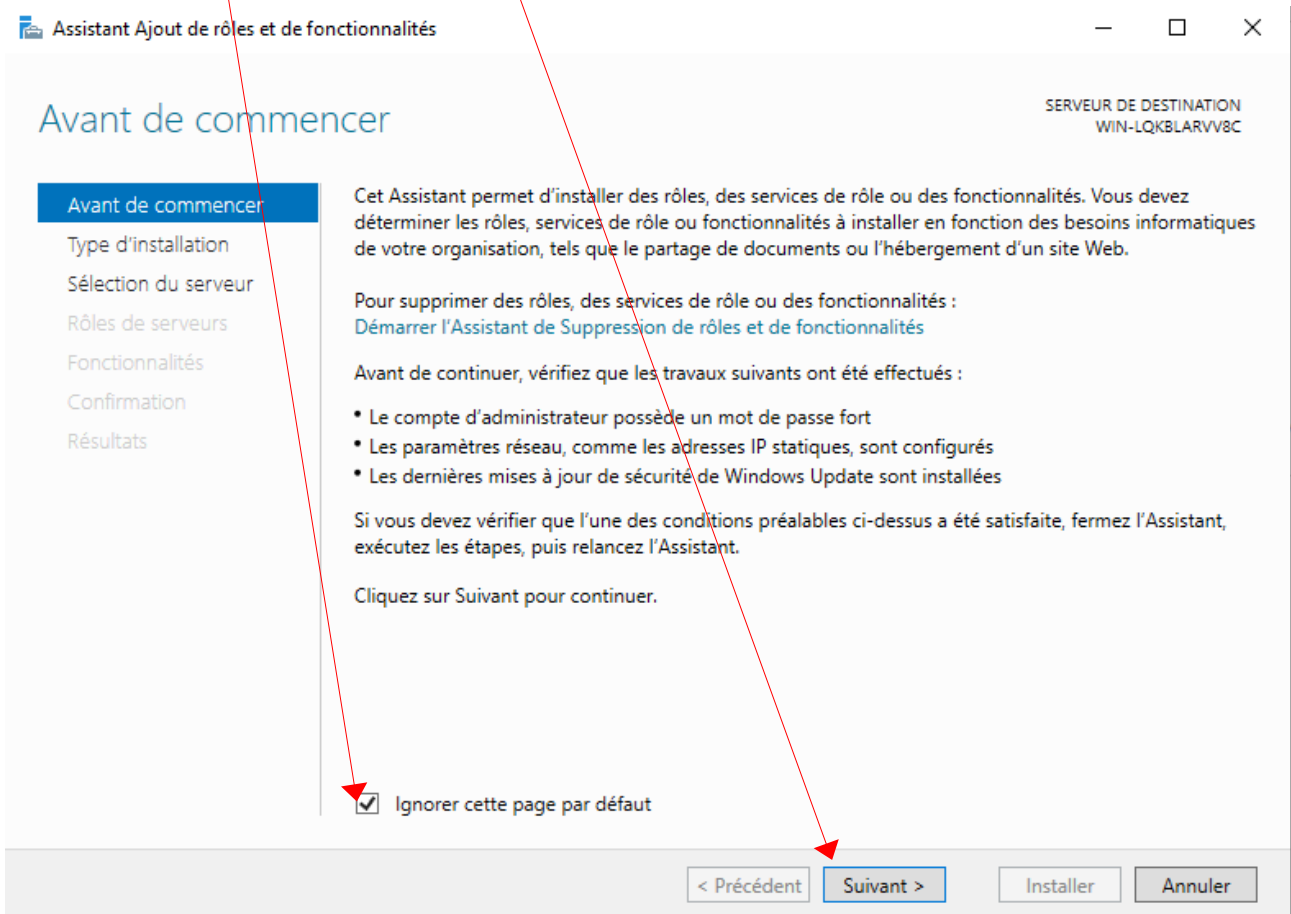 Assistant Ajout de rôles et de fonctionnalités
Avant de commencer
SERVEUR DE DESTINATION
WIN-LQKBLARVV8C
Avant de commencer
Type d'installation
Sélection du serveur
Rôles de serveurs
Fonctionnalités
Confirmation
Résultats
Cet Assistant permet d'installer des rôles, des services de rôle ou des fonctionnalités. Vous devez
déterminer les rôles, services de rôle ou fonctionnalités à installer en fonction des besoins informatiques
de votre organisation, tels que le partage de documents ou l'hébergement d'un site Web.
Pour supprimer des rôles, des services de rôle ou des fonctionnalités :
Démarrer l'Assistant de Suppression de rôles et de fonctionnalités
Avant de continuer, vérifiez que les travaux suivants ont été effectués :
• Le compte d'administrateur possède un mot de passe fort
• Les paramètres réseau, comme les adresses IP statiques, sont configurés
• Les dernières mises à jour de sécurité de Windows Update sont installées
Si vous devez vérifier que l'une des conditions préalables ci-dessus a été satisfaite, fermez l'Assistant,
exécutez les étapes, puis relancez l'Assistant.
Cliquez sur Suivant pour continuer.
Ignorer cette page par défaut
< Précédent
Suivant >
Installer
Annuler